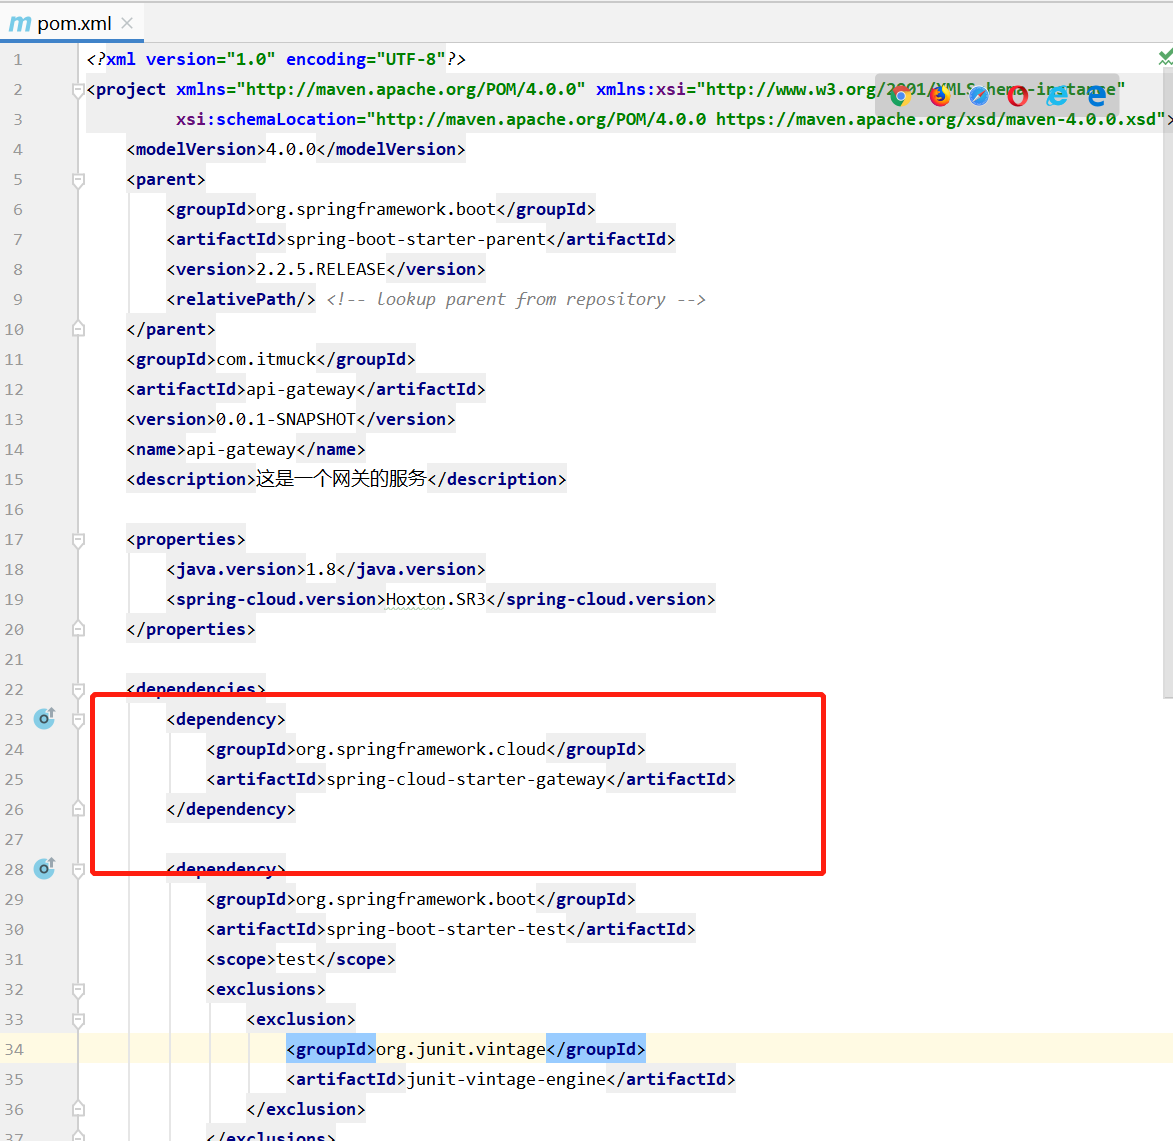 pom.xml
1 <?xml version="1.0" encoding="UTF-8"?>
2 <project xmlns="http://maven.apache.org/POM/4.0.0" xmlns:xsi="http://www.w3.org/2001/XMLSchema-instance"
3 xsi:schemaLocation="http://maven.apache.org/POM/4.0.0 https://maven.apache.org/xsd/maven-4.0.0.xsd">
4 <modelVersion>4.0.0</modelVersion>
5 <parent>
6 <groupId>org.springframework.boot</groupId>
7 <artifactId>spring-boot-starter-parent</artifactId>
8 <version>2.2.5.RELEASE</version>
9 <relativePath/> <!-- lookup parent from repository -->
10 </parent>
11 <groupId>com.itmuck</groupId>
12 <artifactId>api-gateway</artifactId>
13 <version>0.0.1-SNAPSHOT</version>
14 <name>api-gateway</name>
15 <description>这是一个网关的服务</description>
16
17 <properties>
18 <java.version>1.8</java.version>
19 <spring-cloud.version>Hoxton.SR3</spring-cloud.version>
20 </properties>
21
22 <dependencies>
23 <dependency>
24 <groupId>org.springframework.cloud</groupId>
25 <artifactId>spring-cloud-starter-gateway</artifactId>
26 </dependency>
27
28 <dependency>
29 <groupId>org.springframework.boot</groupId>
30 <artifactId>spring-boot-starter-test</artifactId>
31 <scope>test</scope>
32 <exclusions>
33 <exclusion>
34 <groupId>org.junit.vintage</groupId>
35 <artifactId>junit-vintage-engine</artifactId>
36 </exclusion>
37 </exclusions>